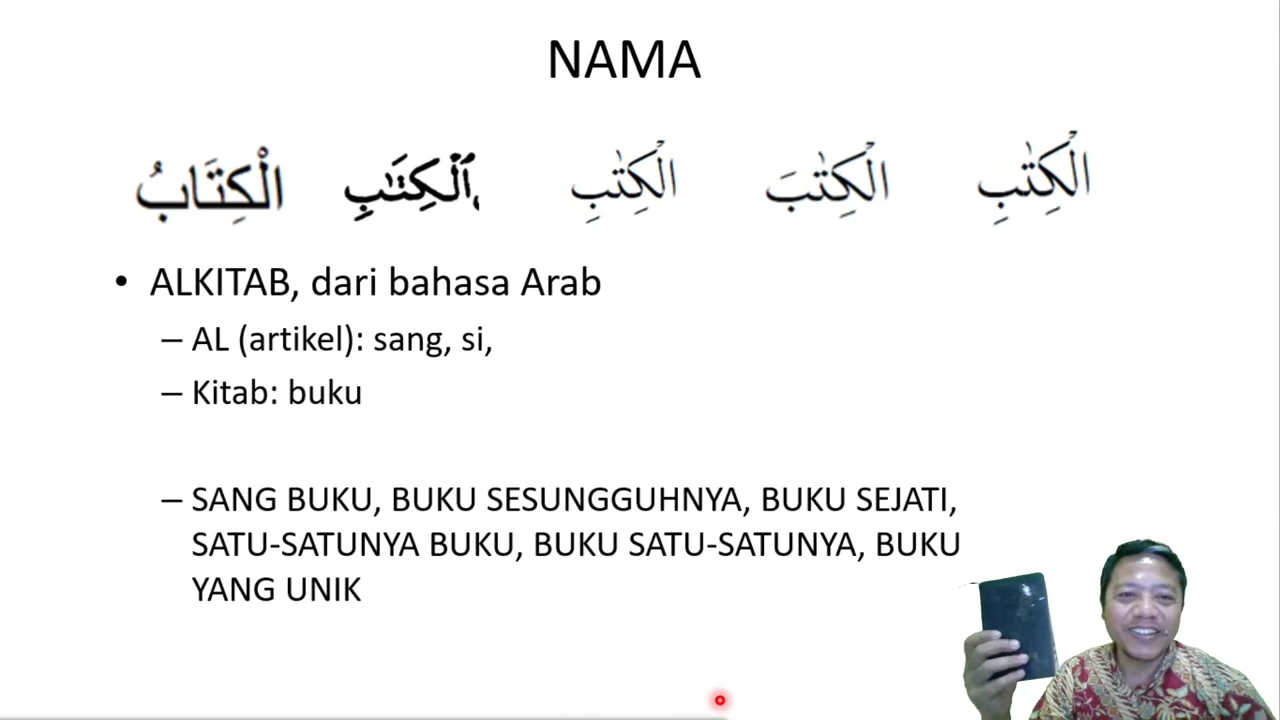 NAMA
الْكِتَابُ ٱلْكِتَـٰبِ الْكِتٰبِ الْكِتٰبَ الْكِتٰبِ
• ALKITAB, dari bahasa Arab
– AL (artikel): sang, si,
– Kitab: buku
– SANG BUKU, BUKU SESUNGGUHNYA, BUKU SEJATI,
SATU-SATUNYA BUKU, BUKU SATU-SATUNYA, BUKU
YANG UNIK